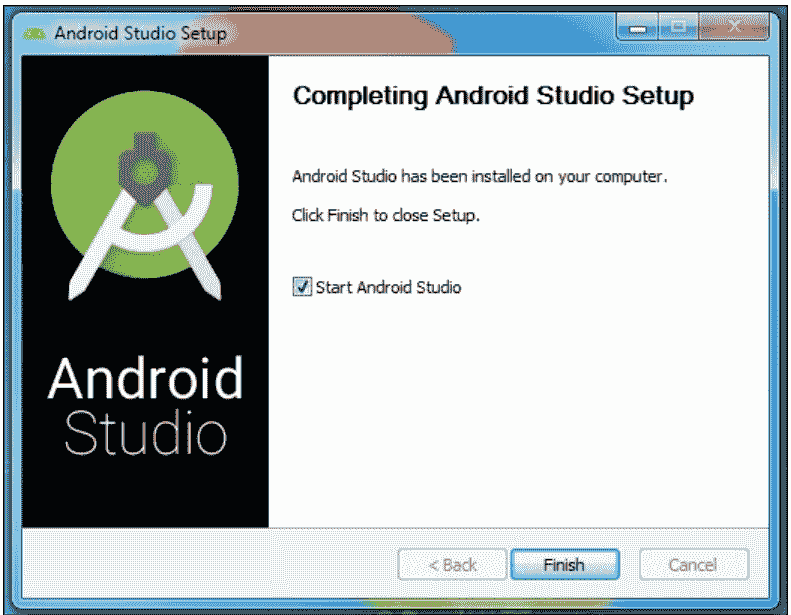 Android Studio Setup
Completing Android Studio Setup
Android Studio has been installed on your computer.
Click Finish to close Setup.
Start Android Studio
Android
Studio
< Back
Finish
Cancel